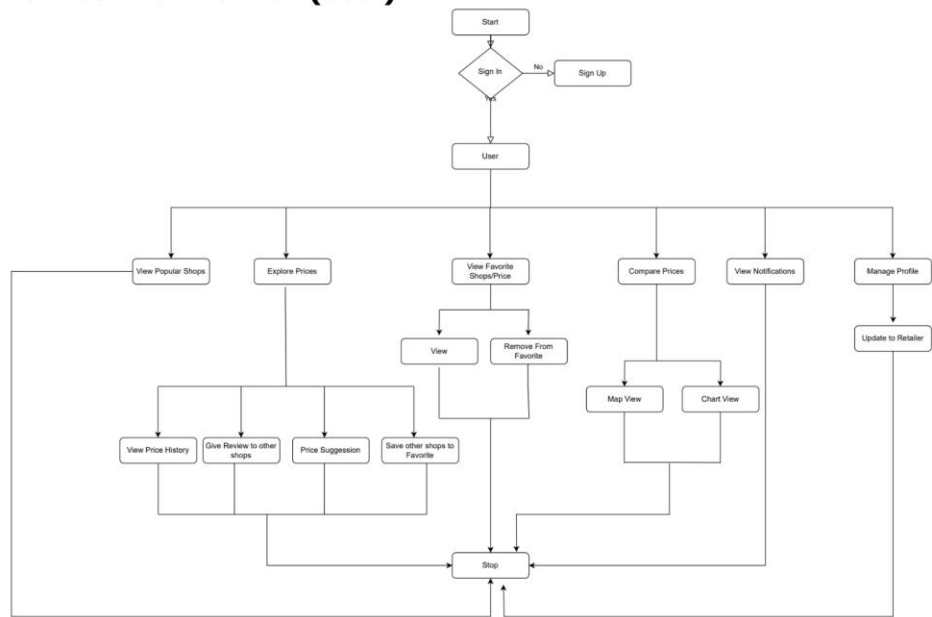 Start
Sign In
No
Sign Up
Yes
User
View Popular Shops
Explore Prices
View Favorite
Shops/Price
Compare Prices
View Notifications
Manage Profile
View
Remove From
Favorite
Update to Retailer
Map View
Chart View
View Price History
Give Review to other
shops
Price Suggession
Save other shops to
Favorite
Stop